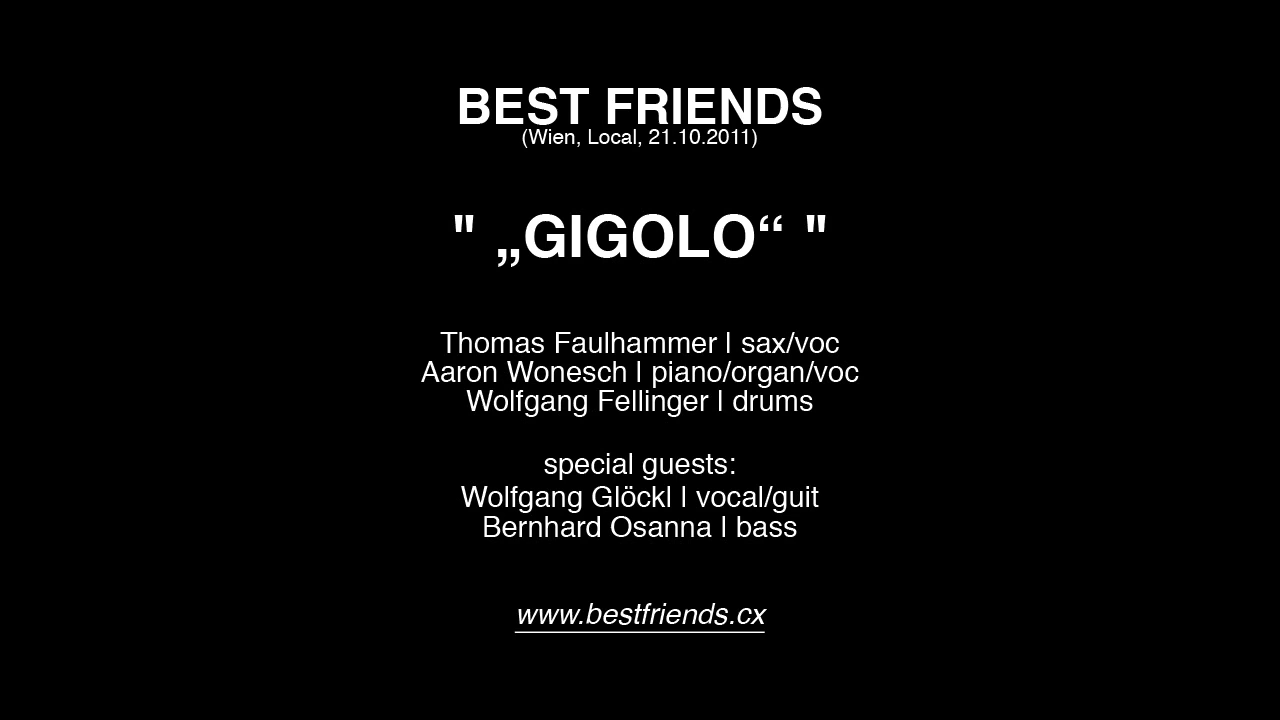 BEST FRIENDS
(Wien, Local, 21.10.2011)
" „GIGOLO“ "
Thomas Faulhammer | sax/voc
Aaron Wonesch | piano/organ/voc
Wolfgang Fellinger | drums
special guests:
Wolfgang Glöckl | vocal/guit
Bernhard Osanna | bass
www.bestfriends.cx